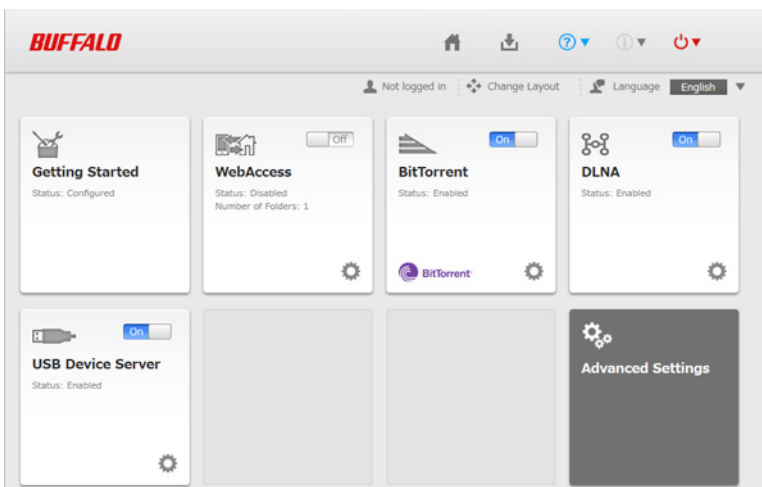 BUFFALO
Not logged in
Change Layout
Language
English
Getting Started
Status: Configured
Off
WebAccess
Status: Disabled
Number of Folders: 1
On
BitTorrent
Status: Enabled
BitTorrent
On
DLNA
Status: Enabled
On
USB Device Server
Status: Enabled
Advanced Settings